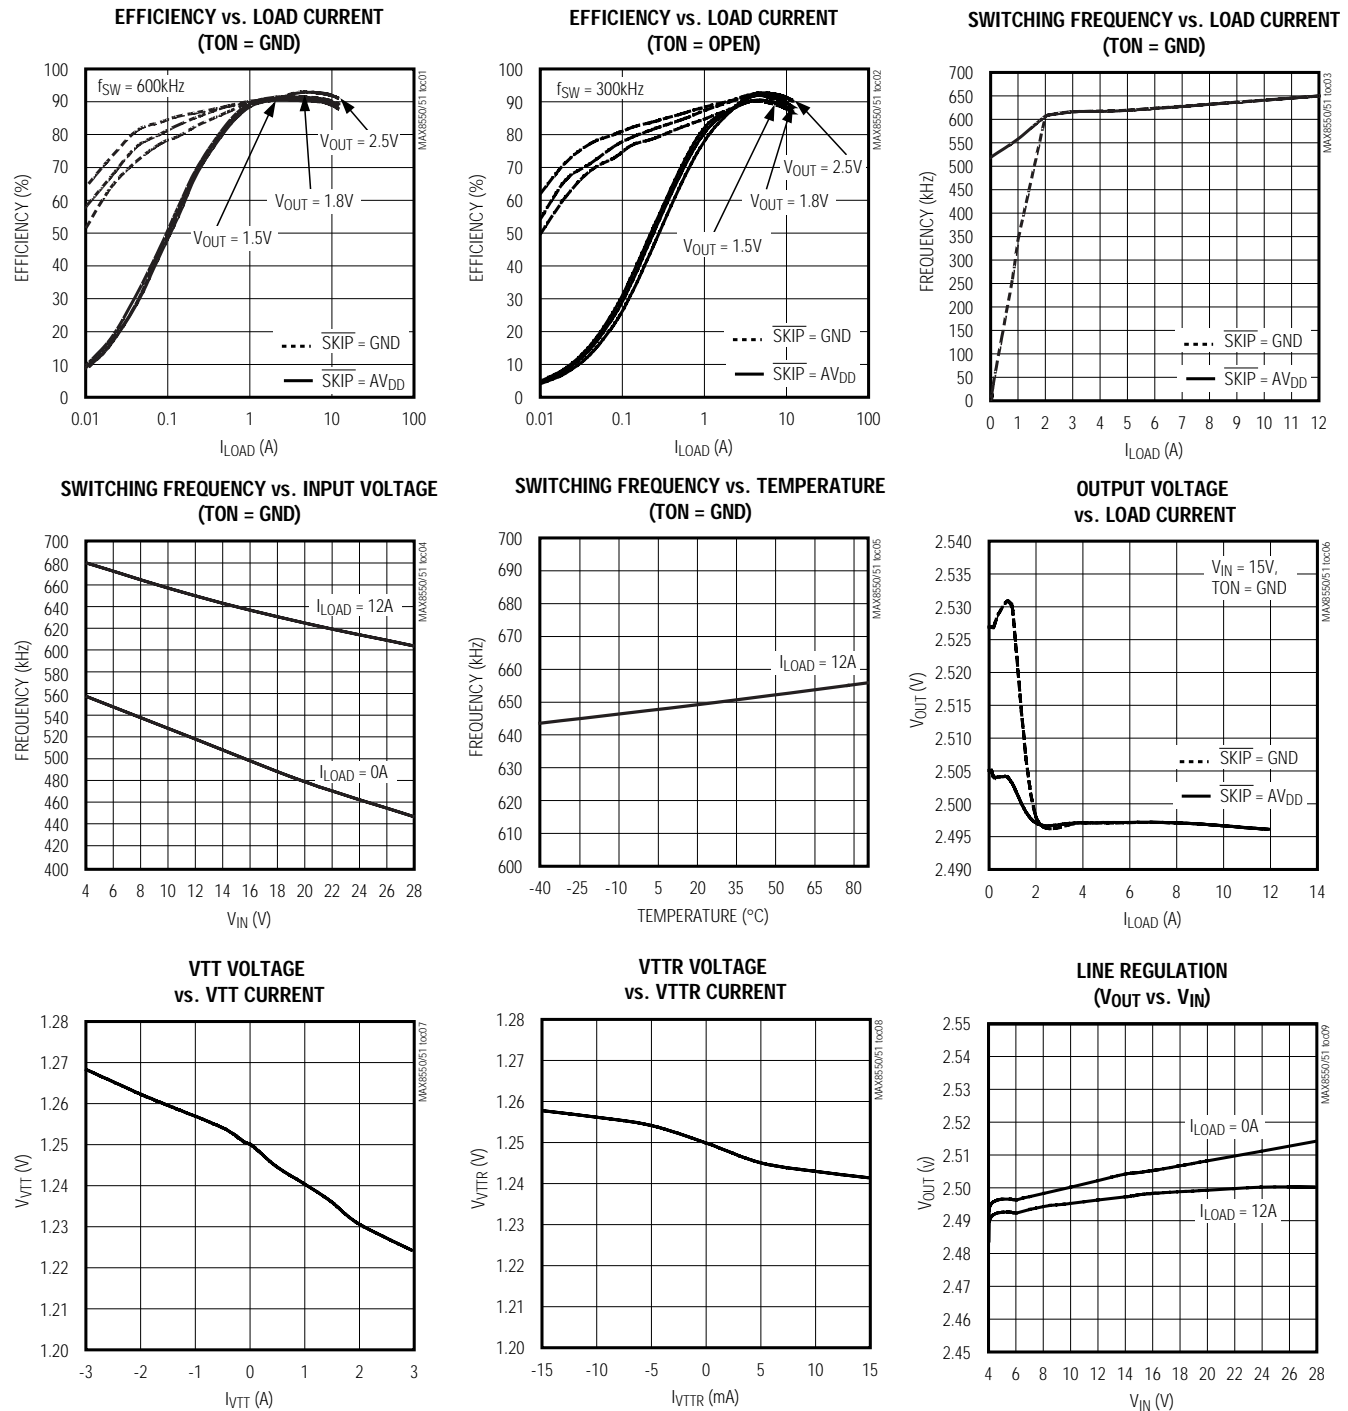 EFFICIENCY vs. LOAD CURRENT
(TON = GND)
100
90
80
70
60
50
40
30
20
10
0
EFFICIENCY (%)
fSW = 600kHz
VOUT = 2.5V
VOUT = 1.8V
VOUT = 1.5V
SKIP = GND
SKIP = AVDD
0.01 0.1 1 10 100
ILOAD (A)
MAX8550/51 toc01
EFFICIENCY vs. LOAD CURRENT
(TON = OPEN)
100
90
80
70
60
50
40
30
20
10
0
EFFICIENCY (%)
fSW = 300kHz
VOUT = 2.5V
VOUT = 1.8V
VOUT = 1.5V
SKIP = GND
SKIP = AVDD
0.01 0.1 1 10 100
ILOAD (A)
MAX8550/51 toc02
SWITCHING FREQUENCY vs. LOAD CURRENT
(TON = GND)
700
650
600
550
500
450
400
350
300
250
200
150
100
50
0
FREQUENCY (kHz)
SKIP = GND
SKIP = AVDD
0 1 2 3 4 5 6 7 8 9 10 11 12
ILOAD (A)
MAX8550/51 toc03
SWITCHING FREQUENCY vs. INPUT VOLTAGE
(TON = GND)
700
680
660
640
620
600
580
560
540
520
500
480
460
440
420
400
FREQUENCY (kHz)
ILOAD = 12A
ILOAD = 0A
4 6 8 10 12 14 16 18 20 22 24 26 28
VIN (V)
MAX8550/51 toc04
SWITCHING FREQUENCY vs. TEMPERATURE
(TON = GND)
700
690
680
670
660
650
640
630
620
610
600
FREQUENCY (kHz)
ILOAD = 12A
-40 -25 -10 5 20 35 50 65 80
TEMPERATURE (°C)
MAX8550/51 toc05
OUTPUT VOLTAGE
vs. LOAD CURRENT
2.540
2.535
2.530
2.525
2.520
2.515
2.510
2.505
2.500
2.495
2.490
VOUT (V)
VIN = 15V,
TON = GND
SKIP = GND
SKIP = AVDD
0 2 4 6 8 10 12 14
ILOAD (A)
MAX8550/51 toc06
VTT VOLTAGE
vs. VTT CURRENT
1.28
1.27
1.26
1.25
1.24
1.23
1.22
1.21
1.20
VVTT (V)
-3 -2 -1 0 1 2 3
IVTT (A)
MAX8550/51 toc07
VTTR VOLTAGE
vs. VTTR CURRENT
1.28
1.27
1.26
1.25
1.24
1.23
1.22
1.21
1.20
VVTTR (V)
-15 -10 -5 0 5 10 15
IVTTR (mA)
MAX8550/51 toc08
LINE REGULATION
(VOUT vs. VIN)
2.55
2.54
2.53
2.52
2.51
2.50
2.49
2.48
2.47
2.46
2.45
VOUT (V)
ILOAD = 0A
ILOAD = 12A
4 6 8 10 12 14 16 18 20 22 24 26 28
VIN (V)
MAX8550/51 toc09